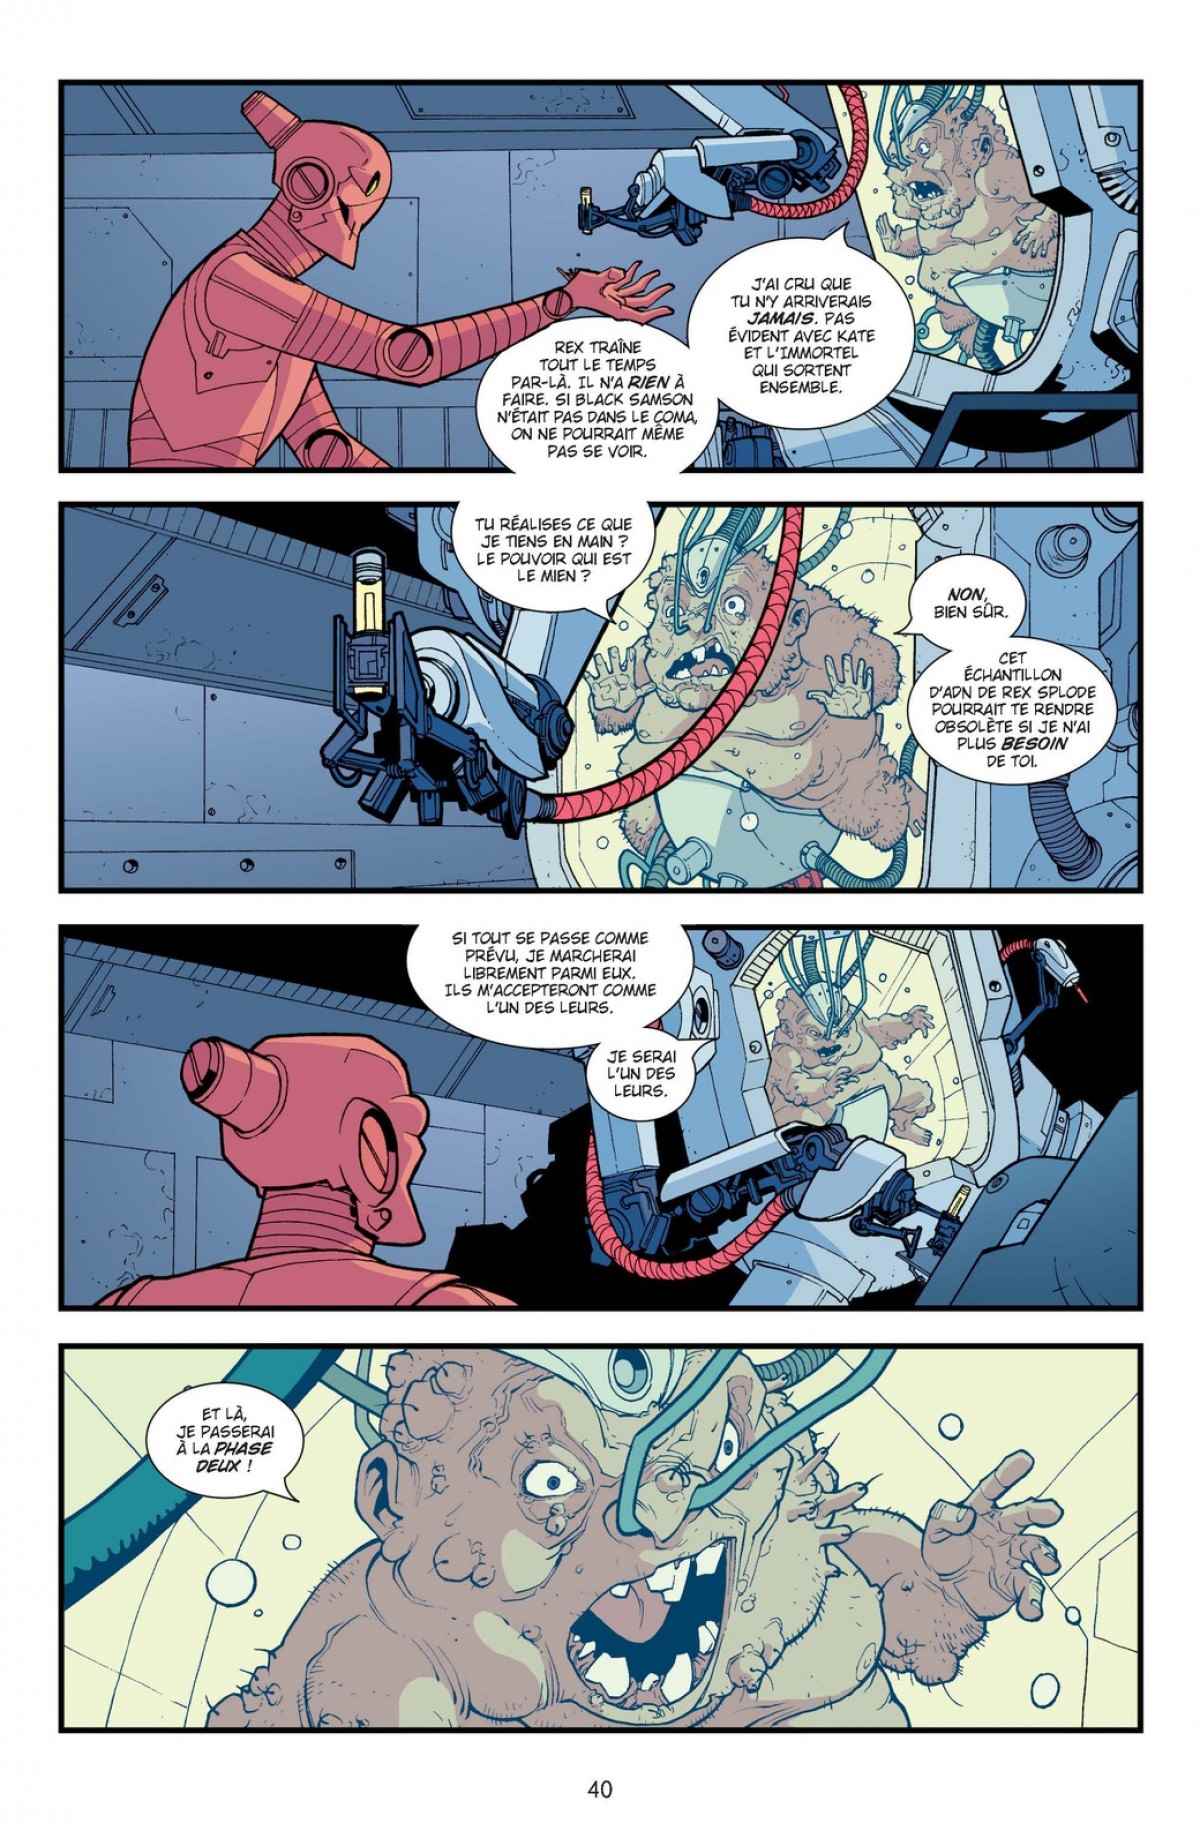 J'AI CRU QUE
TU N'Y ARRIVERAIS
JAMAIS. PAS
ÉVIDENT AVEC KATE
ET L'IMMORTEL
QUI SORTENT
ENSEMBLE.
REX TRAÎNE
TOUT LE TEMPS
PAR-LÀ. IL N'A RIEN À
FAIRE. SI BLACK SAMSON
N'ÉTAIT PAS DANS LE COMA,
ON NE POURRAIT MÊME
PAS SE VOIR.
TU RÉALISES CE QUE
JE TIENS EN MAIN ?
LE POUVOIR QUI EST
LE MIEN ?
NON,
BIEN SÛR.
CET
ÉCHANTILLON
D'ADN DE REX SPLODE
POURRAIT TE RENDRE
OBSOLÈTE SI JE N'AI
PLUS BESOIN
DE TOI.
SI TOUT SE PASSE COMME
PRÉVU, JE MARCHERAI
LIBREMENT PARMI EUX.
ILS M'ACCEPTERONT COMME
L'UN DES LEURS.
JE SERAI
L'UN DES
LEURS.
ET LÀ,
JE PASSERAI
À LA PHASE
DEUX !
40